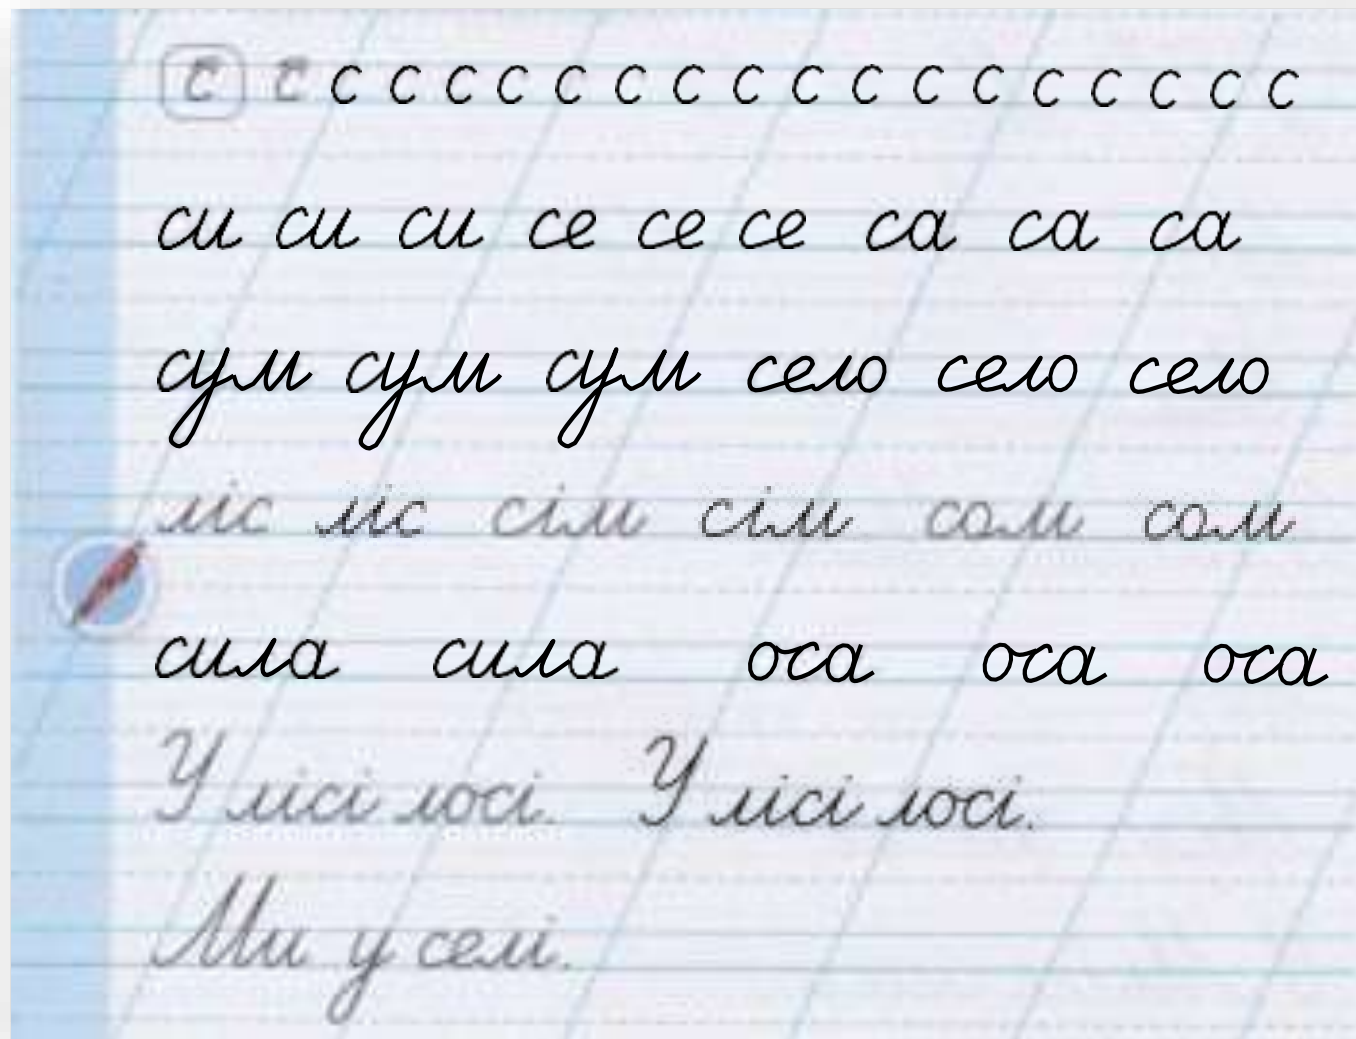 с с с с с с с с с с с с с с с с с с с
си си си се се се са са са
сум сум сум село село село
ліс ліс сім сім сом сом
сила сила оса оса оса
У лісі лосі. У лісі лосі.
Ми у селі.